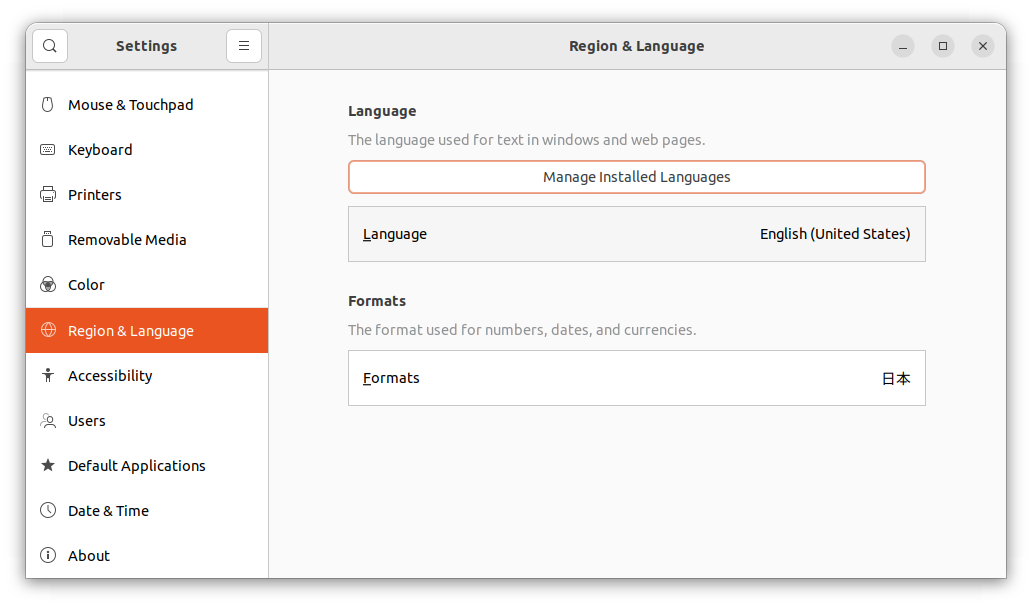 Settings
Region & Language
Mouse & Touchpad
Keyboard
Printers
Removable Media
Color
Region & Language
Accessibility
Users
Default Applications
Date & Time
About
Language
The language used for text in windows and web pages.
Manage Installed Languages
Language English (United States)
Formats
The format used for numbers, dates, and currencies.
Formats 日本